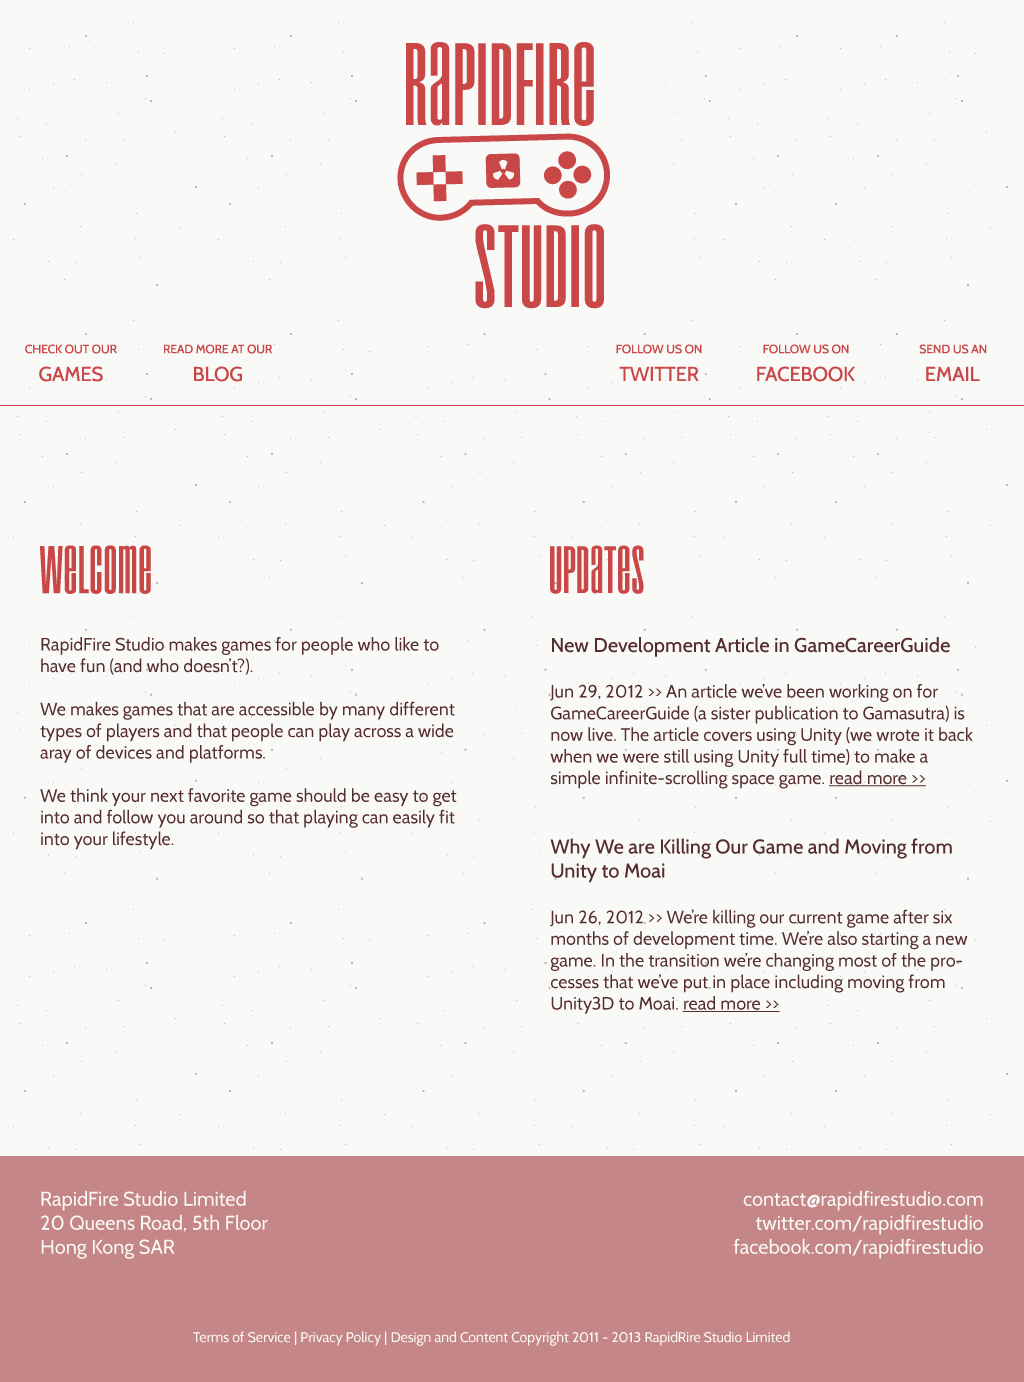 RAPIDFIRE
STUDIO
CHECK OUT OUR
GAMES
READ MORE AT OUR
BLOG
FOLLOW US ON
TWITTER
FOLLOW US ON
FACEBOOK
SEND US AN
EMAIL
WELCOME
RapidFire Studio makes games for people who like to
have fun (and who doesn't?).
We makes games that are accessible by many different
types of players and that people can play across a wide
aray of devices and platforms.
We think your next favorite game should be easy to get
into and follow you around so that playing can easily fit
into your lifestyle.
UPDATES
New Development Article in GameCareerGuide
Jun 29, 2012 >> An article we've been working on for
GameCareerGuide (a sister publication to Gamasutra) is
now live. The article covers using Unity (we wrote it back
when we were still using Unity full time) to make a
simple infinite-scrolling space game. read more >>
Why We are Killing Our Game and Moving from
Unity to Moai
Jun 26, 2012 >> We're killing our current game after six
months of development time. We're also starting a new
game. In the transition we're changing most of the pro-
cesses that we've put in place including moving from
Unity3D to Moai. read more >>
RapidFire Studio Limited
20 Queens Road, 5th Floor
Hong Kong SAR
contact@rapidfirestudio.com
twitter.com/rapidfirestudio
facebook.com/rapidfirestudio
Terms of Service | Privacy Policy | Design and Content Copyright 2011 - 2013 RapidRire Studio Limited